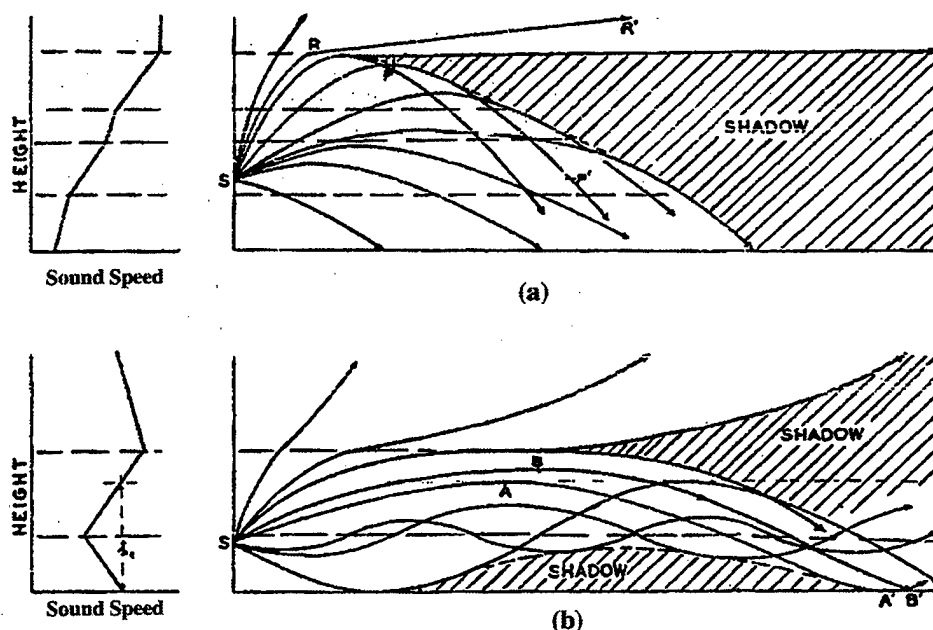 HEIGHT
R
R'
SHADOW
S
Sound Speed
(a)
HEIGHT
SHADOW
B
A
S
SHADOW
A' B'
Sound Speed
(b)